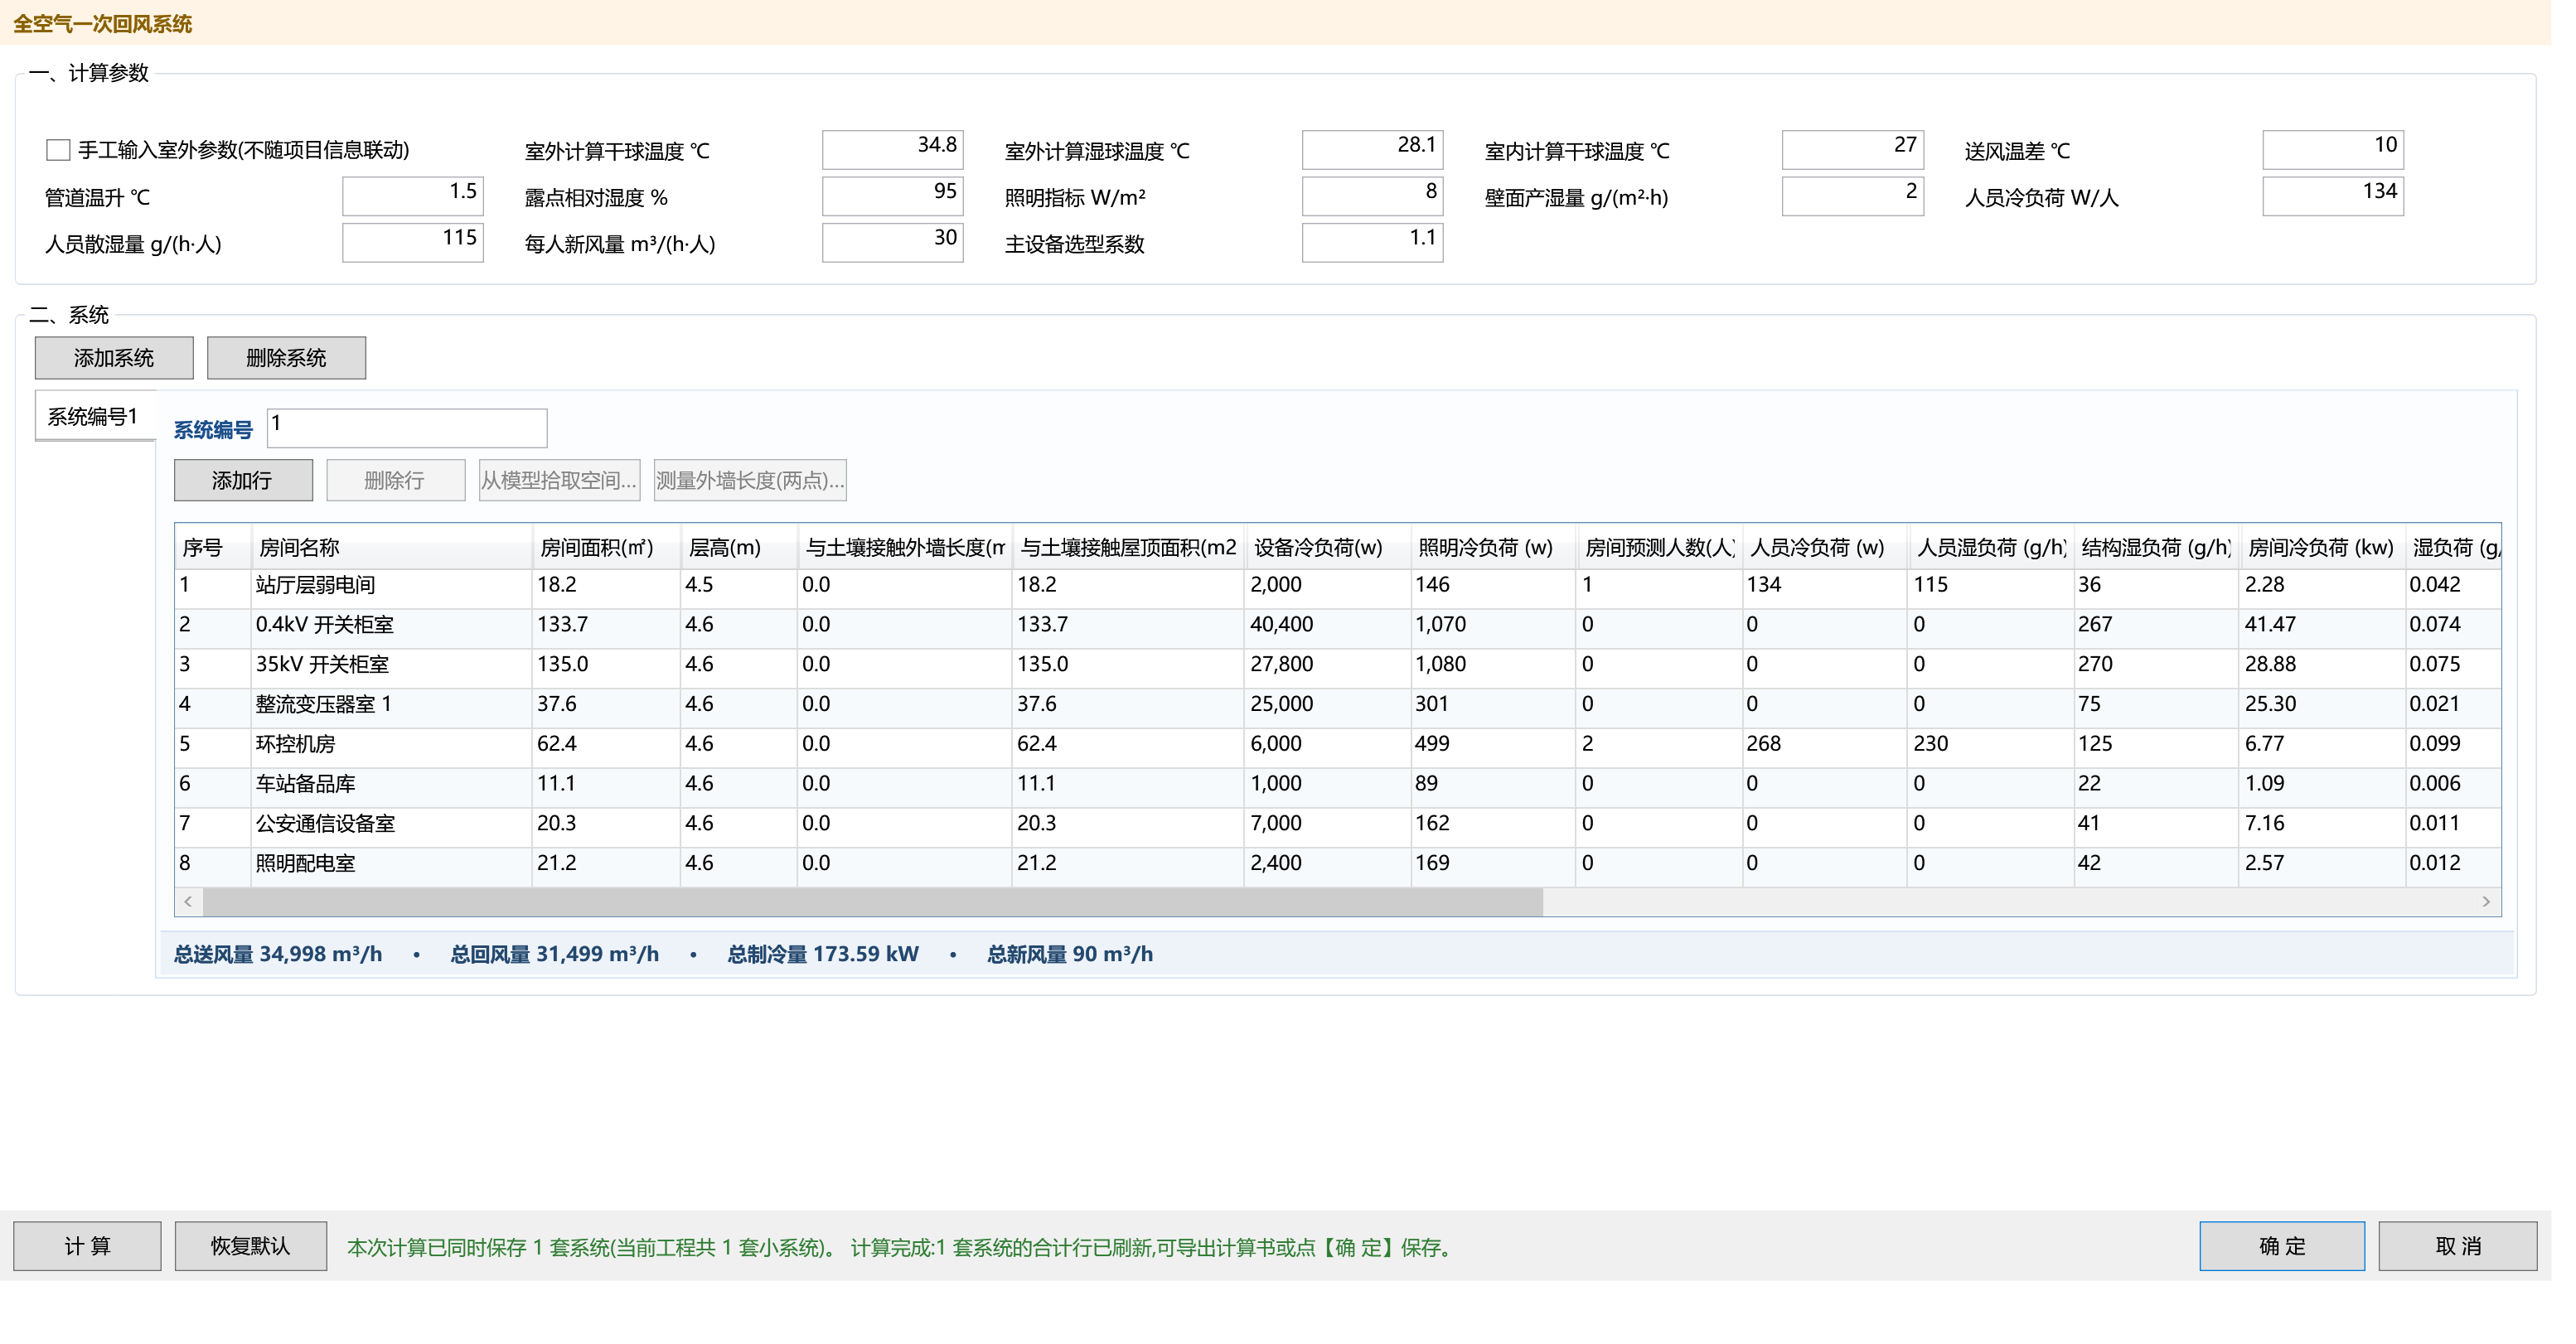 全空气一次回风系统
一、计算参数
手工输入室外参数(不随项目信息联动) 室外计算干球温度 ℃ 34.8 室外计算湿球温度 ℃ 28.1 室内计算干球温度 ℃ 27 送风温差 ℃ 10
管道温升 ℃ 1.5 露点相对湿度 % 95 照明指标 W/m² 8 壁面产湿量 g/(m²·h) 2 人员冷负荷 W/人 134
人员散湿量 g/(h·人) 115 每人新风量 m³/(h·人) 30 主设备选型系数 1.1
二、系统
添加系统 删除系统
系统编号1 系统编号 1
添加行 删除行 从模型拾取空间... 测量外墙长度(两点)...
序号 房间名称 房间面积(㎡) 层高(m) 与土壤接触外墙长度(m 与土壤接触屋顶面积(m2 设备冷负荷(w) 照明冷负荷 (w) 房间预测人数(人) 人员冷负荷 (w) 人员湿负荷 (g/h) 结构湿负荷 (g/h) 房间冷负荷 (kw) 湿负荷 (g/
1 站厅层弱电间 18.2 4.5 0.0 18.2 2,000 146 1 134 115 36 2.28 0.042
2 0.4kV 开关柜室 133.7 4.6 0.0 133.7 40,400 1,070 0 0 0 267 41.47 0.074
3 35kV 开关柜室 135.0 4.6 0.0 135.0 27,800 1,080 0 0 0 270 28.88 0.075
4 整流变压器室 1 37.6 4.6 0.0 37.6 25,000 301 0 0 0 75 25.30 0.021
5 环控机房 62.4 4.6 0.0 62.4 6,000 499 2 268 230 125 6.77 0.099
6 车站备品库 11.1 4.6 0.0 11.1 1,000 89 0 0 0 22 1.09 0.006
7 公安通信设备室 20.3 4.6 0.0 20.3 7,000 162 0 0 0 41 7.16 0.011
8 照明配电室 21.2 4.6 0.0 21.2 2,400 169 0 0 0 42 2.57 0.012
总送风量 34,998 m³/h • 总回风量 31,499 m³/h • 总制冷量 173.59 kW • 总新风量 90 m³/h
计 算 恢复默认 本次计算已同时保存 1 套系统(当前工程共 1 套小系统)。 计算完成:1 套系统的合计行已刷新,可导出计算书或点【确 定】保存。 确 定 取 消